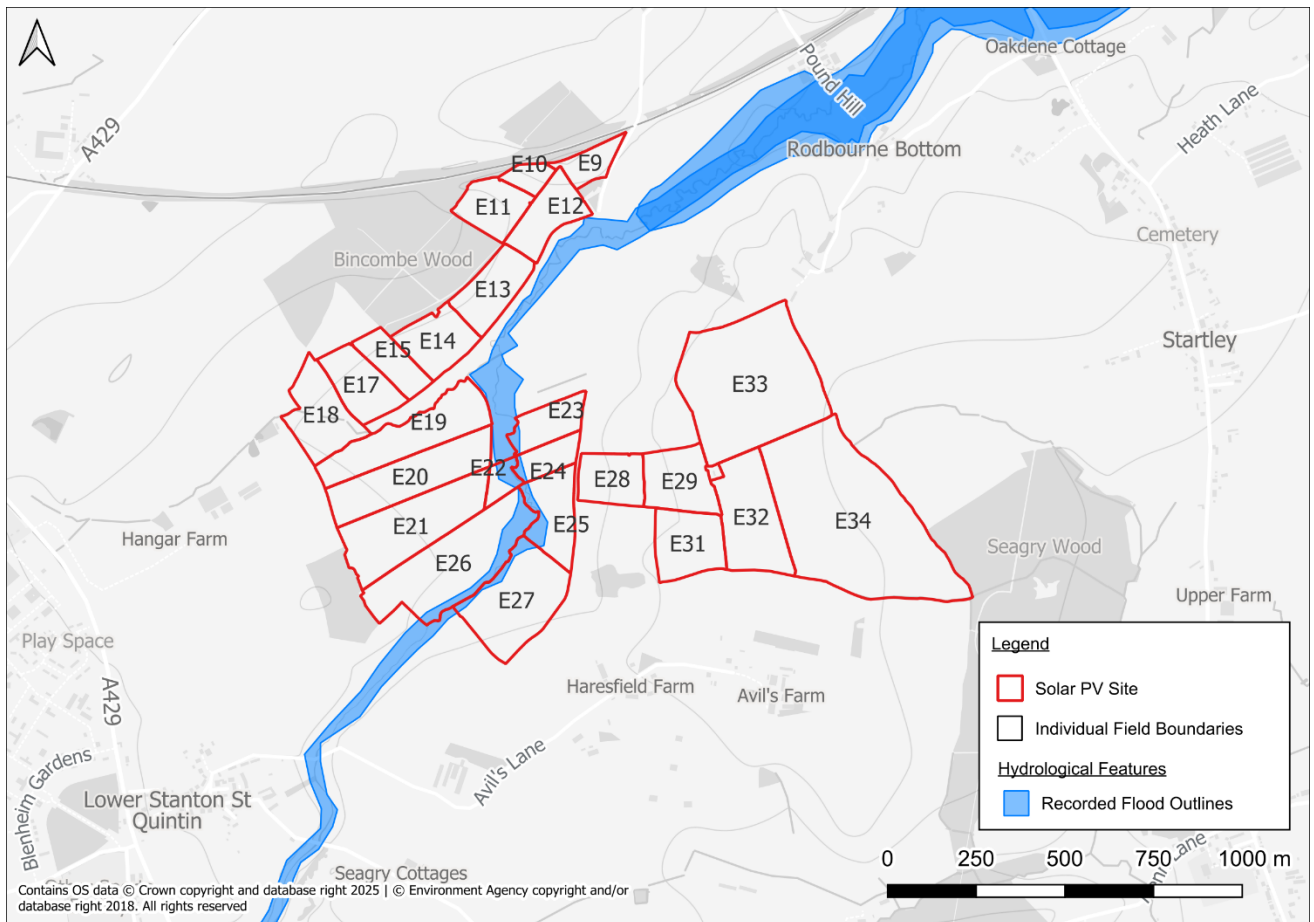 Oakdene Cottage
Pound Hill
Heath Lane
A429
Rodbourne Bottom
E10
E9
E11
E12
Cemetery
Bincombe Wood
E13
Startley
E14
E15
E17
E33
E18
E19
E23
E22
E24
E20
E28
E29
E21
E25
E32
E34
Hangar Farm
E31
Seagry Wood
E26
E27
Upper Farm
Play Space
Haresfield Farm
Avil's Farm
A429
Avil's Lane
Blenheim Gardens
Lower Stanton St
Quintin
Seagry Cottages
Legend
Solar PV Site
Individual Field Boundaries
Hydrological Features
Recorded Flood Outlines
0 250 500 750 1000 m
Contains OS data © Crown copyright and database right 2025 | © Environment Agency copyright and/or
database right 2018. All rights reserved